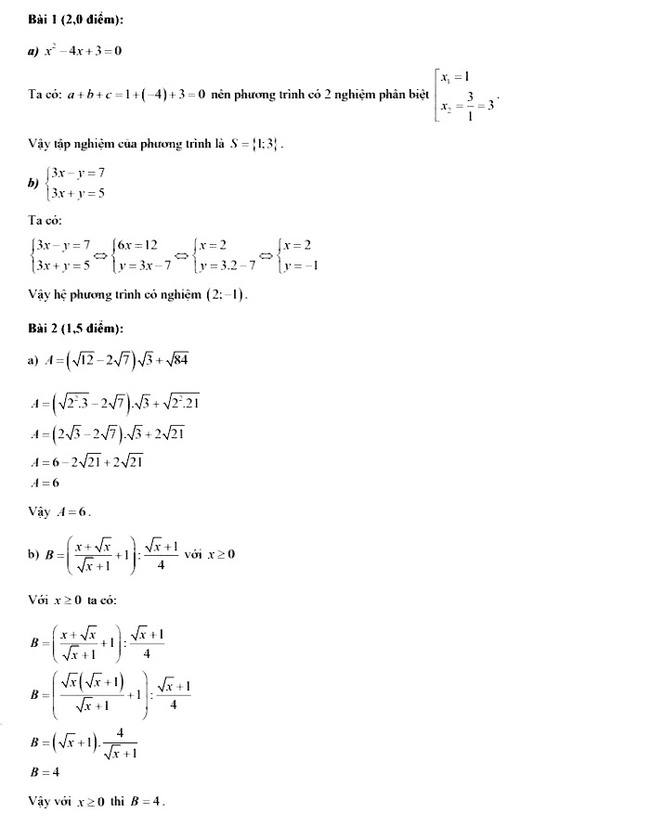 Bài 1 (2,0 điểm):
a) x² − 4x + 3 = 0
Ta có: a + b + c = 1 + (−4) + 3 = 0 nên phương trình có 2 nghiệm phân biệt [x₁ = 1; x₂ = 3/1 = 3.
Vậy tập nghiệm của phương trình là S = {1;3}.
b) {3x − y = 7; 3x + y = 5
Ta có:
{3x − y = 7; 3x + y = 5 ⇔ {6x = 12; y = 3x − 7 ⇔ {x = 2; y = 3.2 − 7 ⇔ {x = 2; y = −1
Vậy hệ phương trình có nghiệm (2;−1).
Bài 2 (1,5 điểm):
a) A = (√12 − 2√7)√3 + √84
A = (√(2².3) − 2√7).√3 + √(2².21)
A = (2√3 − 2√7).√3 + 2√21
A = 6 − 2√21 + 2√21
A = 6
Vậy A = 6.
b) B = ((x + √x)/(√x + 1) + 1) : (√x + 1)/4 với x ≥ 0
Với x ≥ 0 ta có:
B = ((x + √x)/(√x + 1) + 1) : (√x + 1)/4
B = (√x(√x + 1)/(√x + 1) + 1) : (√x + 1)/4
B = (√x + 1).4/(√x + 1)
B = 4
Vậy với x ≥ 0 thì B = 4.